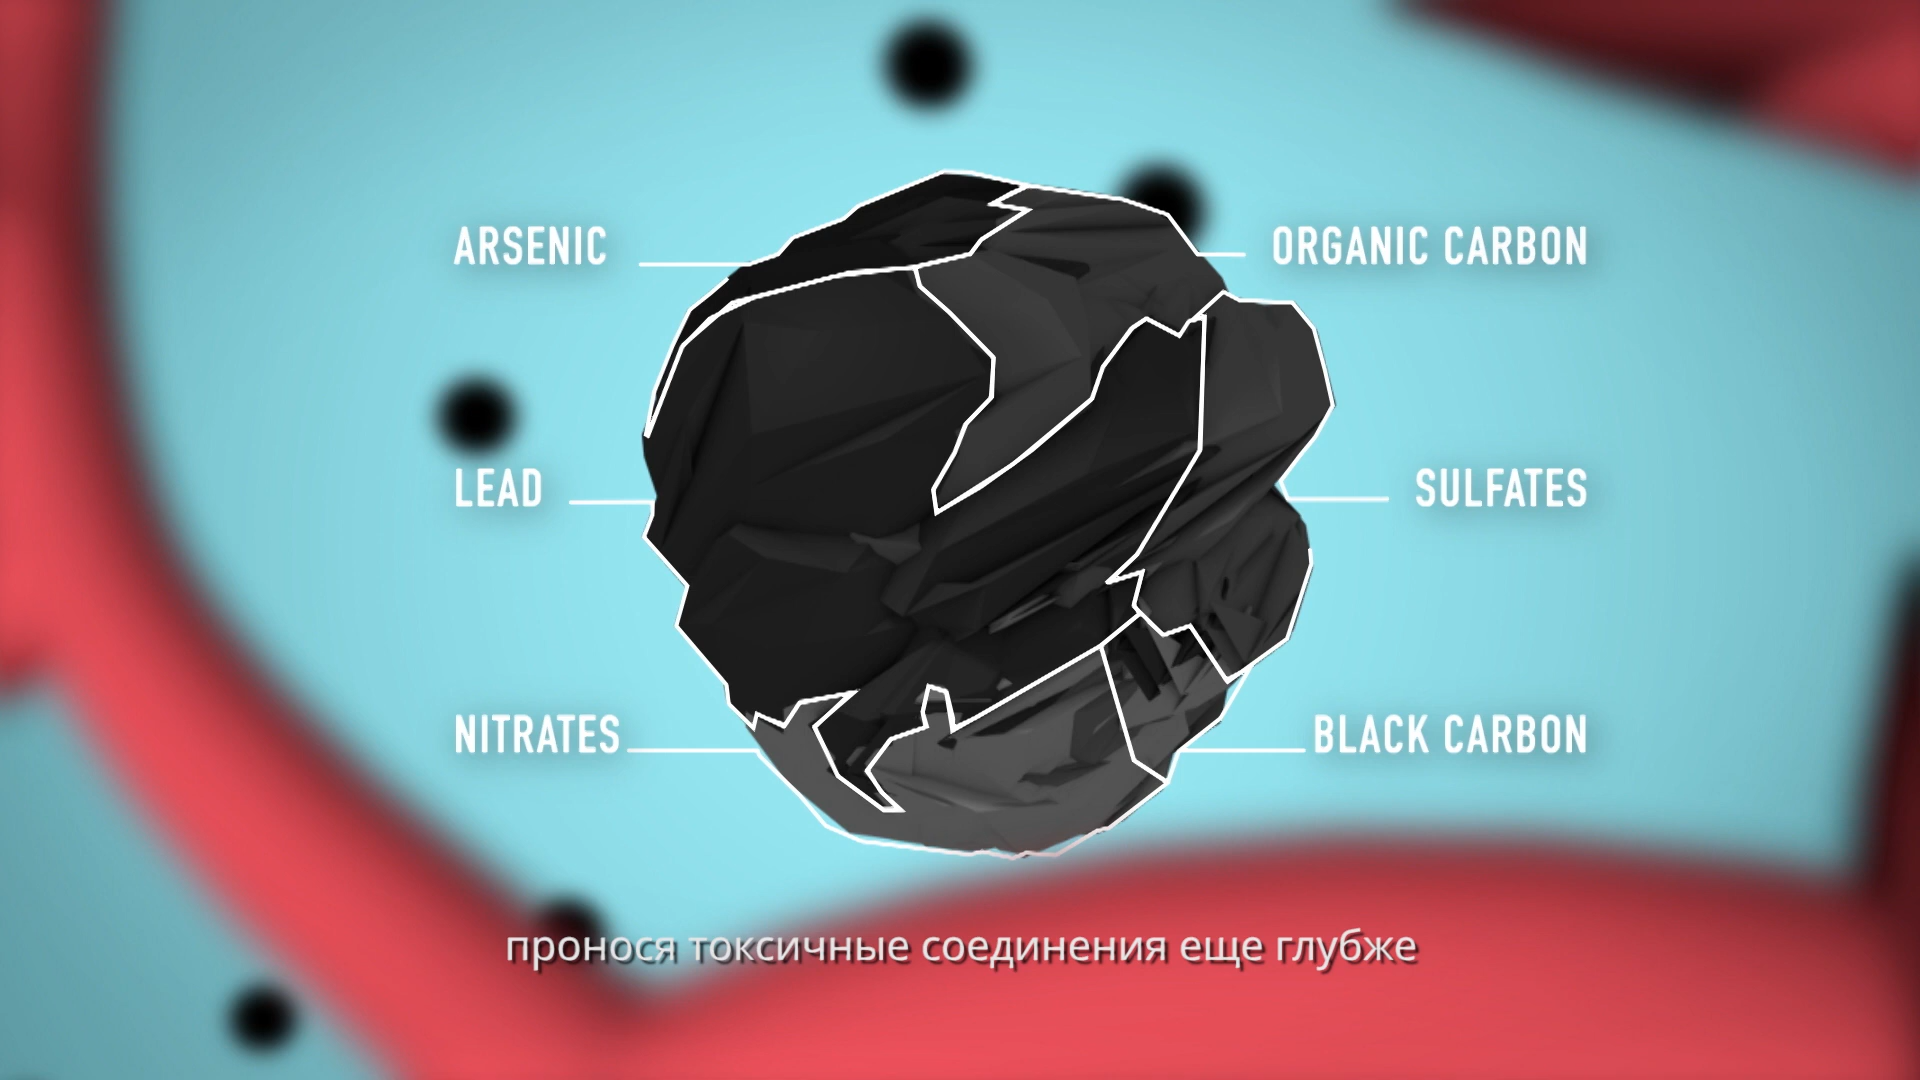 ARSENIC
ORGANIC CARBON
LEAD
SULFATES
NITRATES
BLACK CARBON
пронося токсичные соединения еще глубже